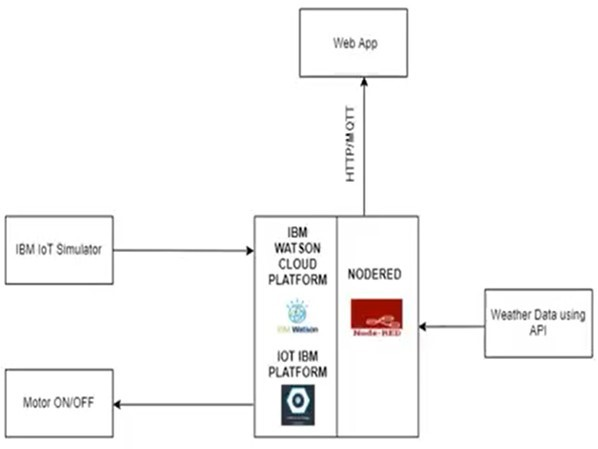 Web App
HTTP/MQTT
IBM IoT Simulator
IBM
WATSON
CLOUD
PLATFORM
IBM Watson
IOT IBM
PLATFORM
NODERED
Node-RED
Weather Data using
API
Motor ON/OFF